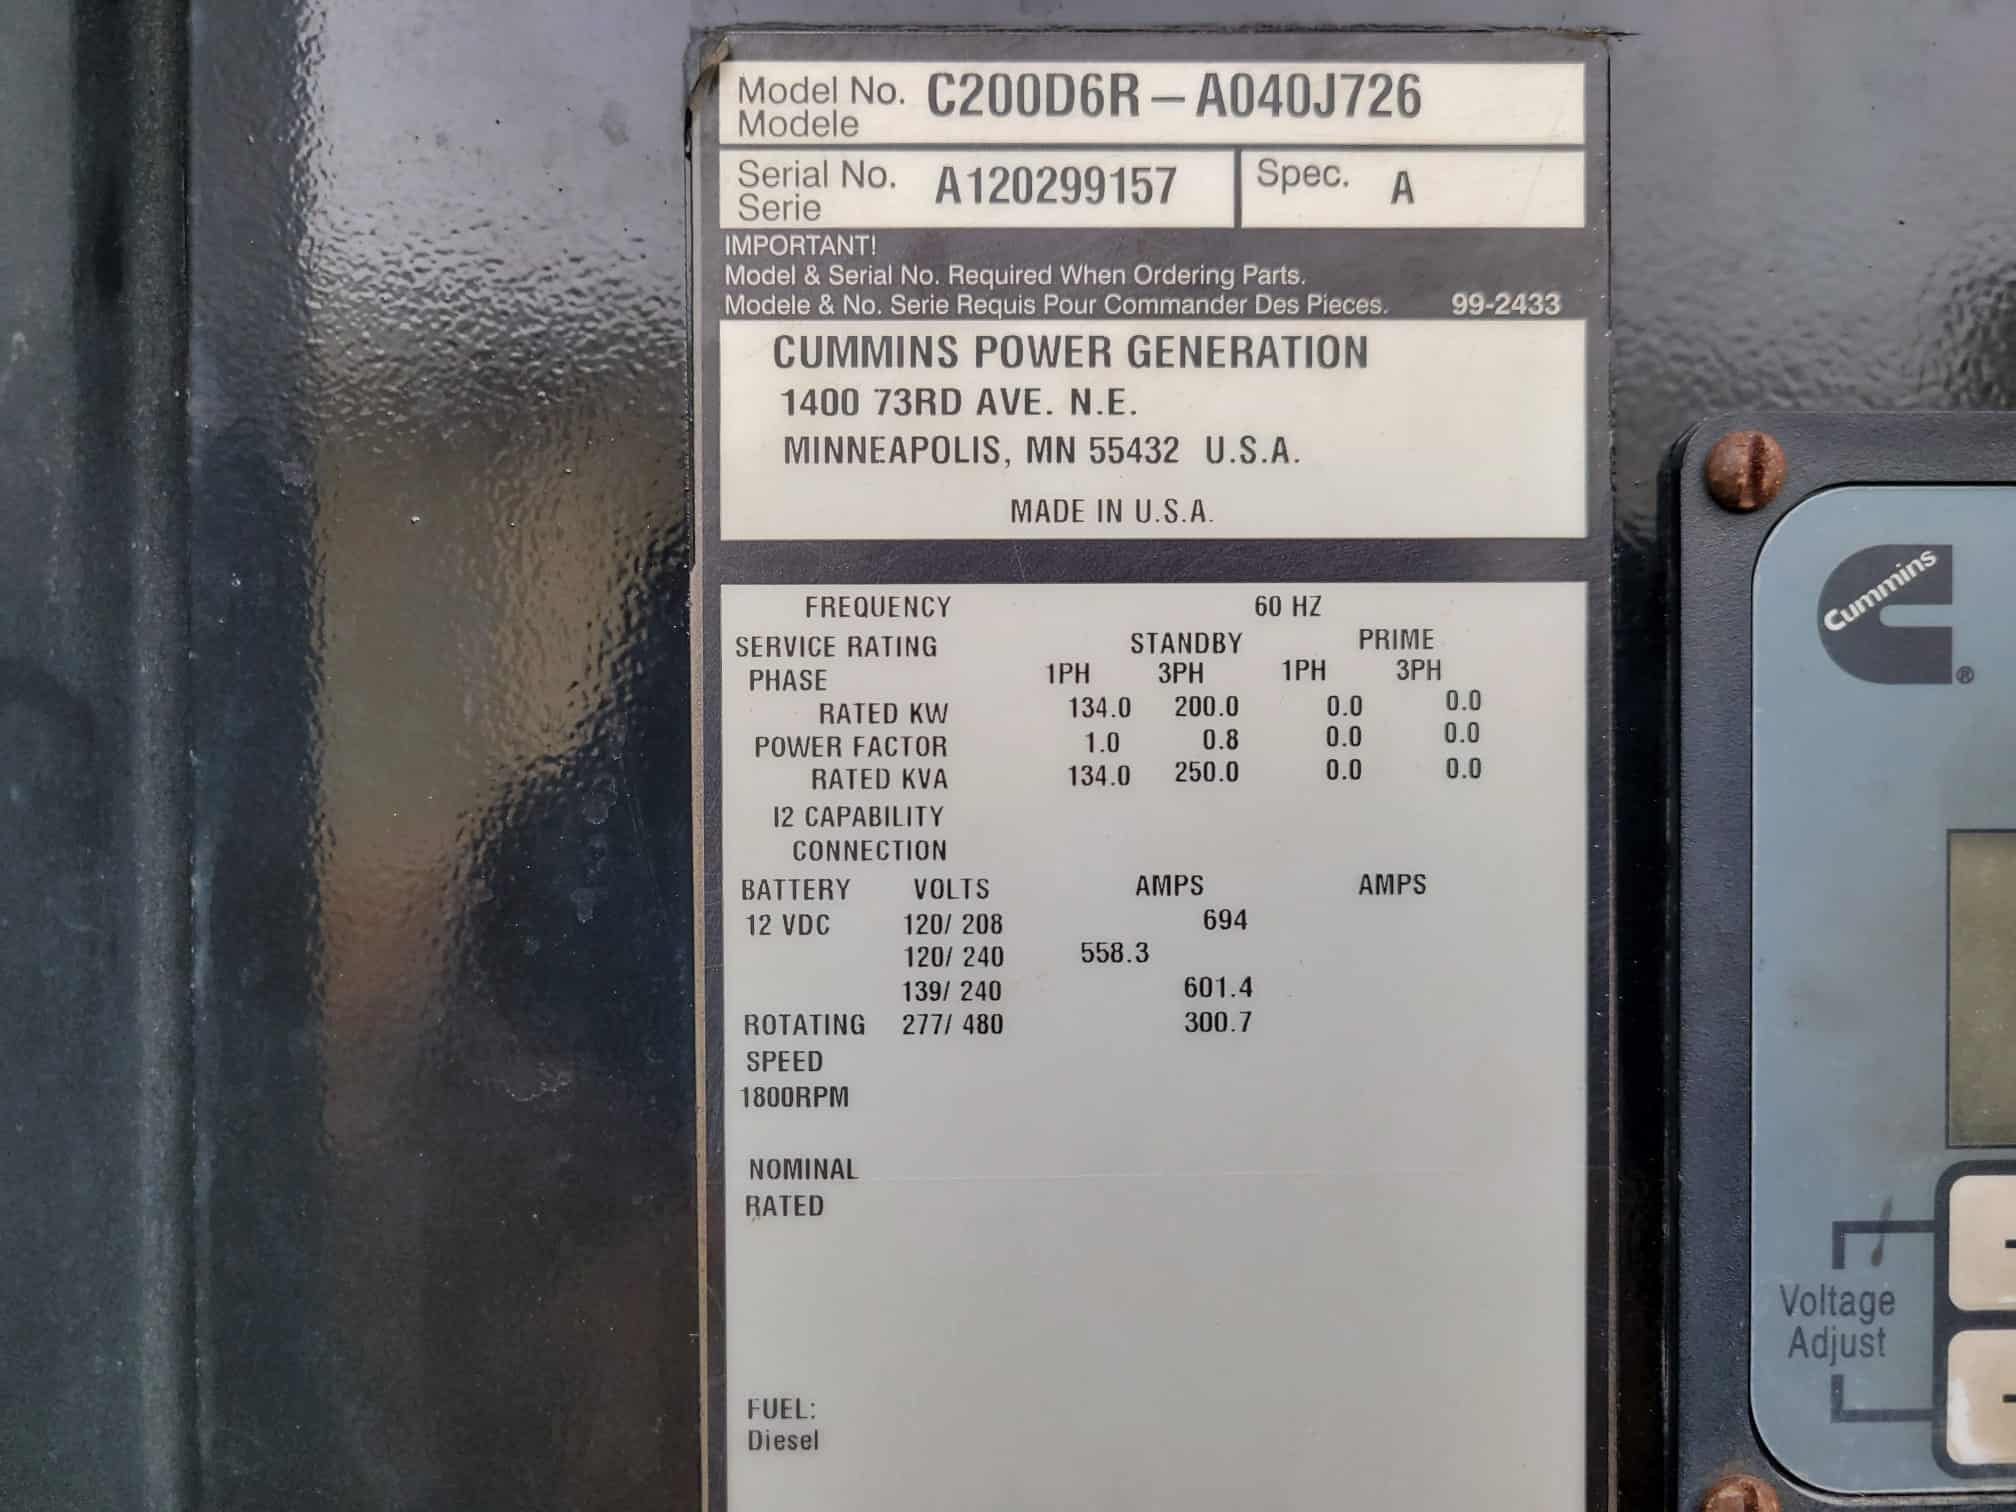 Model No. C200D6R – A040J726
Modele
Serial No. A120299157 Spec. A
Serie
IMPORTANT!
Model & Serial No. Required When Ordering Parts.
Modele & No. Serie Requis Pour Commander Des Pieces. 99-2433
CUMMINS POWER GENERATION
1400 73RD AVE. N.E.
MINNEAPOLIS, MN 55432 U.S.A.
MADE IN U.S.A.
FREQUENCY 60 HZ
SERVICE RATING STANDBY PRIME
PHASE 1PH 3PH 1PH 3PH
RATED KW 134.0 200.0 0.0 0.0
POWER FACTOR 1.0 0.8 0.0 0.0
RATED KVA 134.0 250.0 0.0 0.0
I2 CAPABILITY
CONNECTION
BATTERY VOLTS AMPS AMPS
12 VDC 120/ 208 694
120/ 240 558.3
139/ 240 601.4
ROTATING 277/ 480 300.7
SPEED
1800RPM
NOMINAL
RATED
FUEL:
Diesel
Cummins
®
Voltage
Adjust